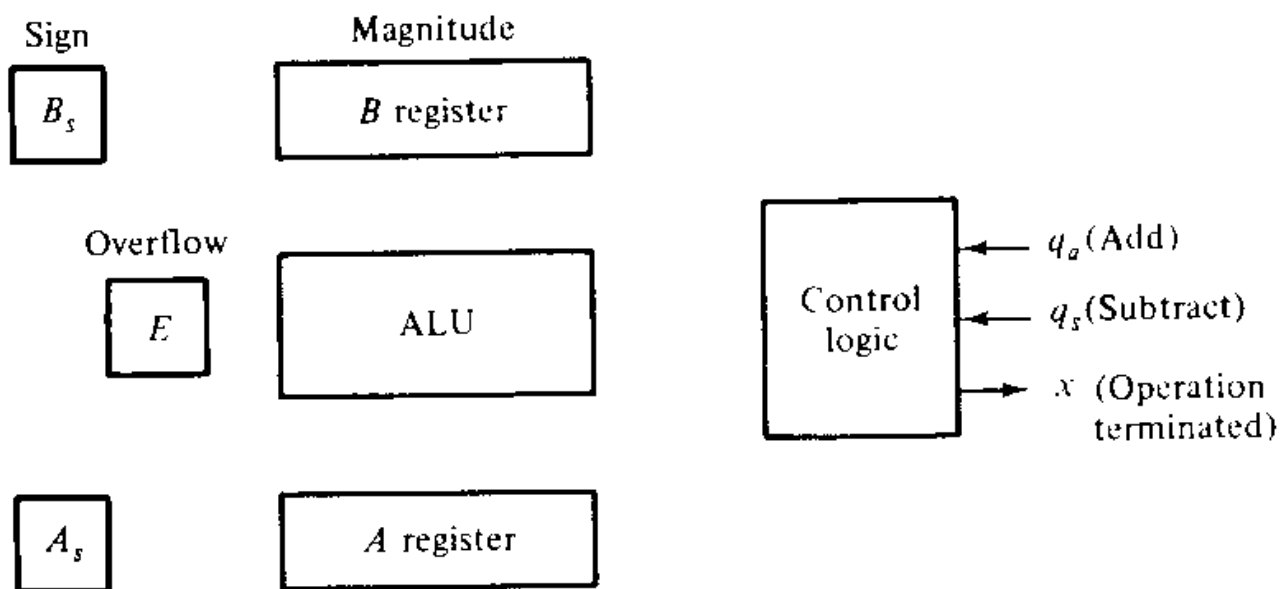 Sign
Magnitude
B_s
B register
Overflow
E
ALU
Control
logic
q_a (Add)
q_s (Subtract)
x (Operation
terminated)
A_s
A register